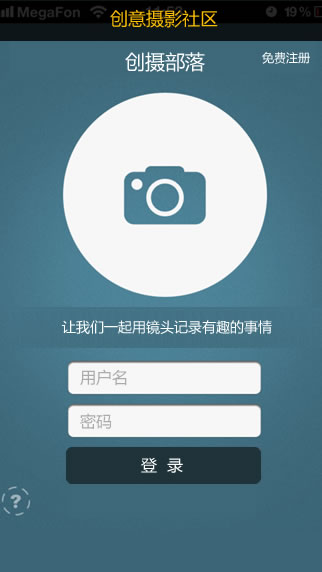 MegaFon
19%
创意摄影社区
创摄部落
免费注册
让我们一起用镜头记录有趣的事情
用户名
密码
登 录
?